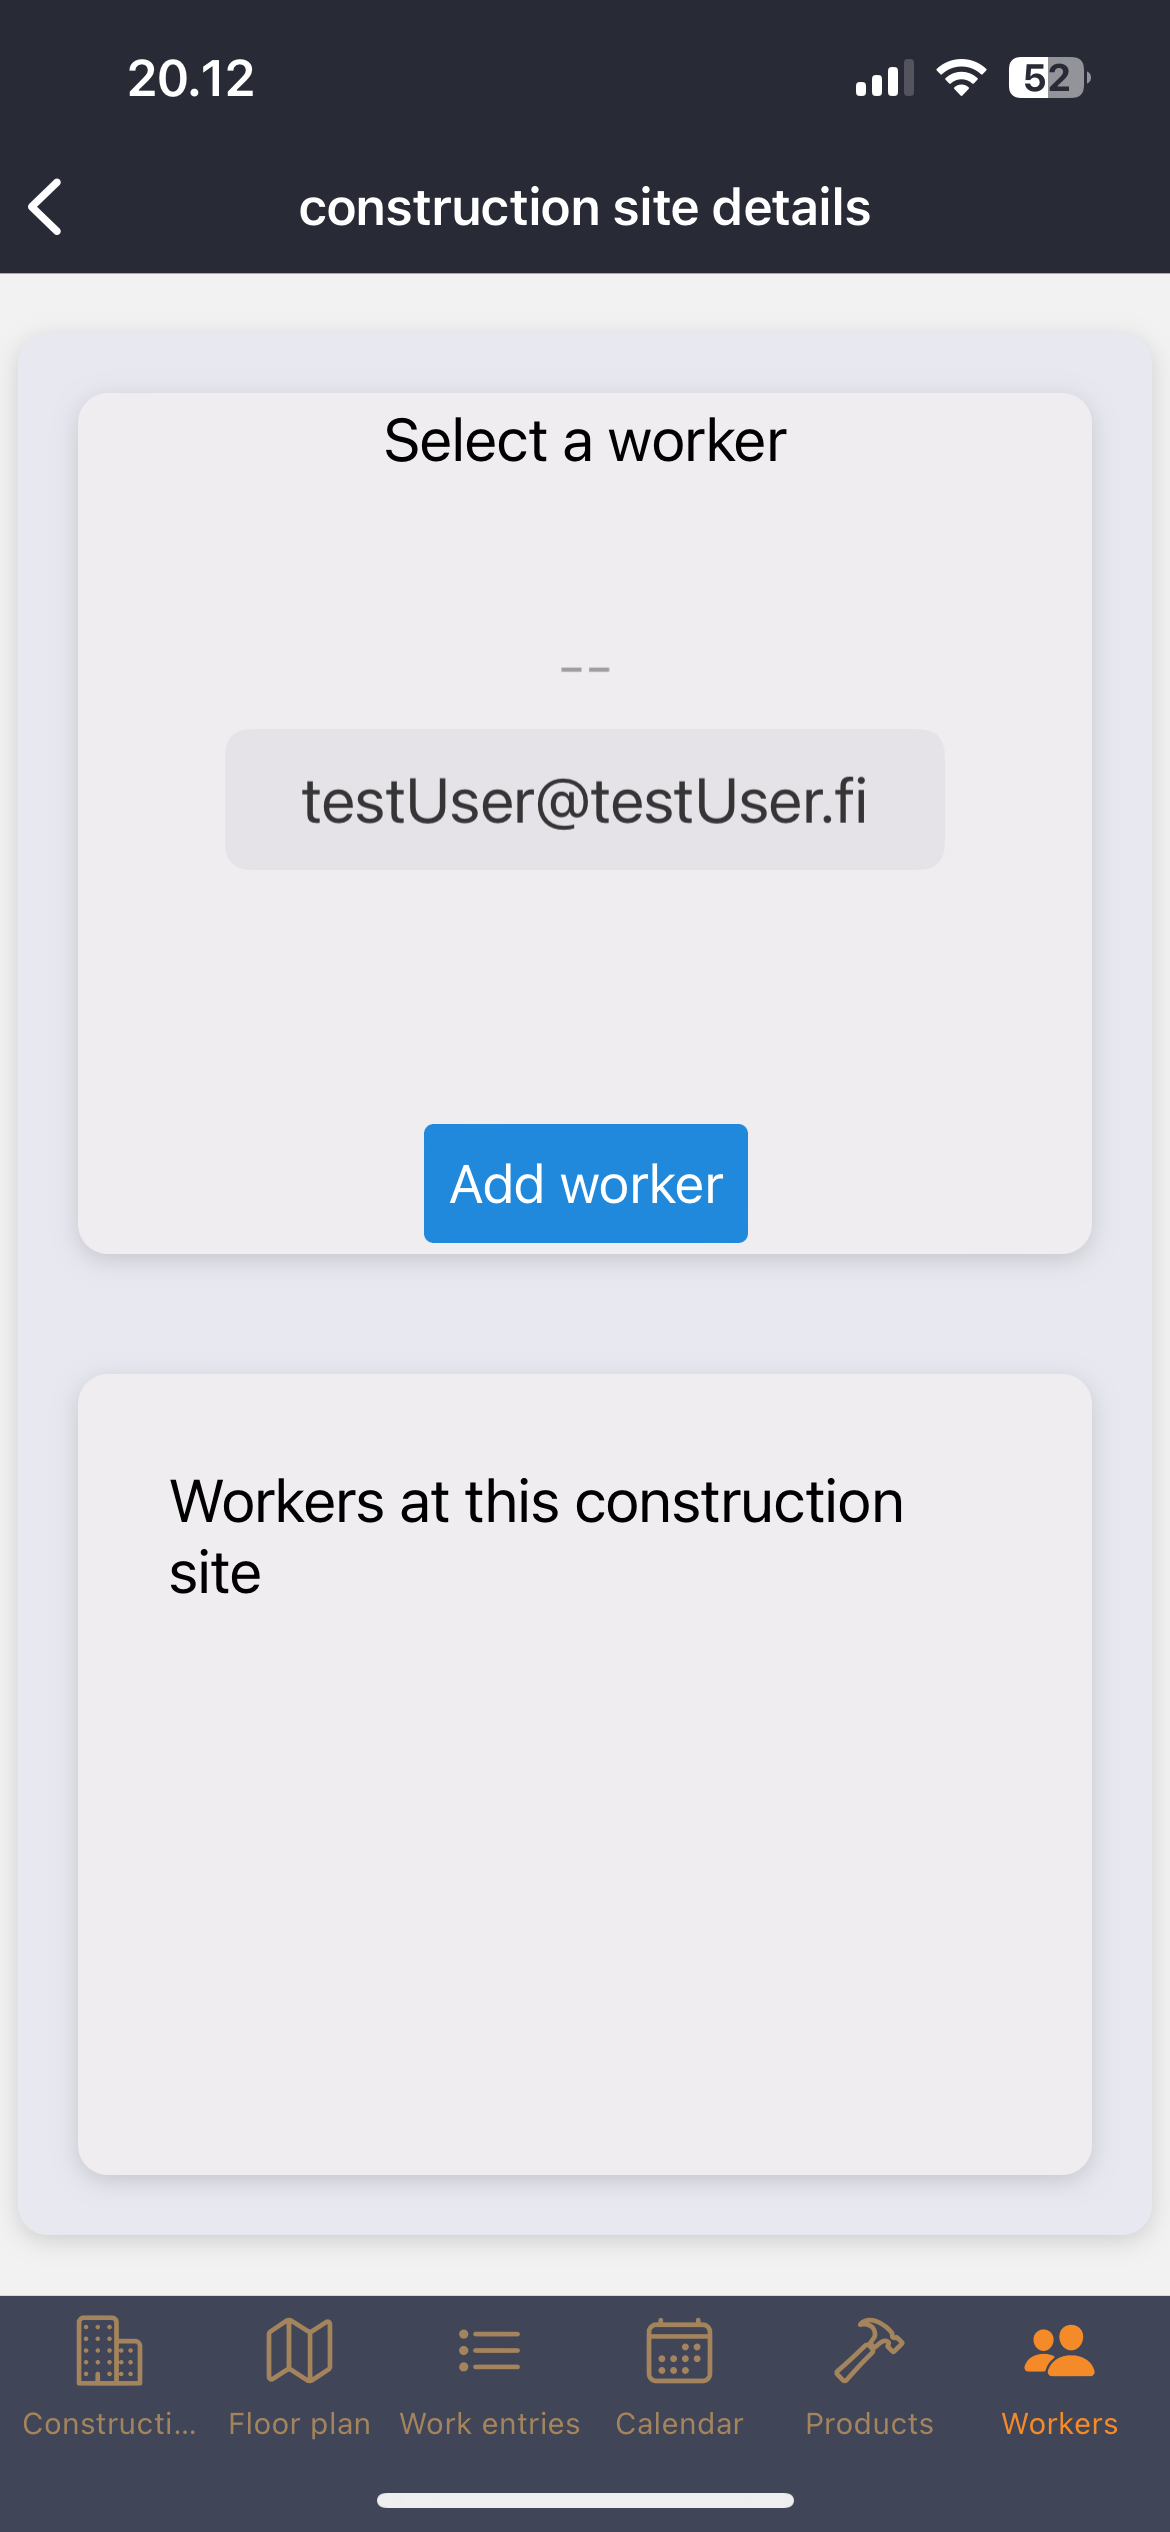 20.12
52
construction site details
Select a worker
--
testUser@testUser.fi
Add worker
Workers at this construction
site
Constructi...
Floor plan
Work entries
Calendar
Products
Workers